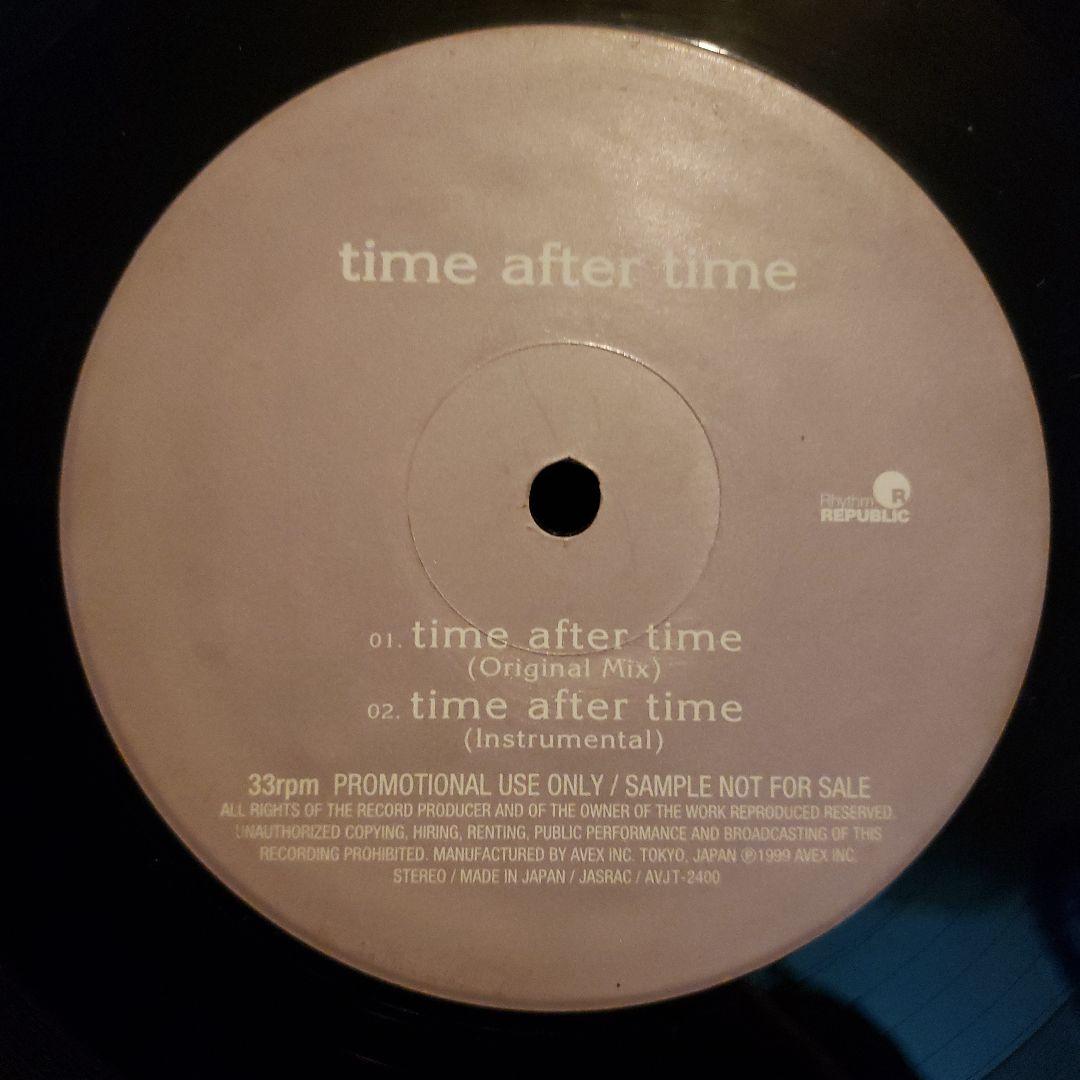 time after time
Rhythm R
REPUBLIC
01. time after time
(Original Mix)
02. time after time
(Instrumental)
33rpm PROMOTIONAL USE ONLY / SAMPLE NOT FOR SALE
ALL RIGHTS OF THE RECORD PRODUCER AND OF THE OWNER OF THE WORK REPRODUCED RESERVED.
UNAUTHORIZED COPYING, HIRING, RENTING, PUBLIC PERFORMANCE AND BROADCASTING OF THIS
RECORDING PROHIBITED. MANUFACTURED BY AVEX INC. TOKYO, JAPAN ℗1999 AVEX INC.
STEREO / MADE IN JAPAN / JASRAC / AVJT-2400